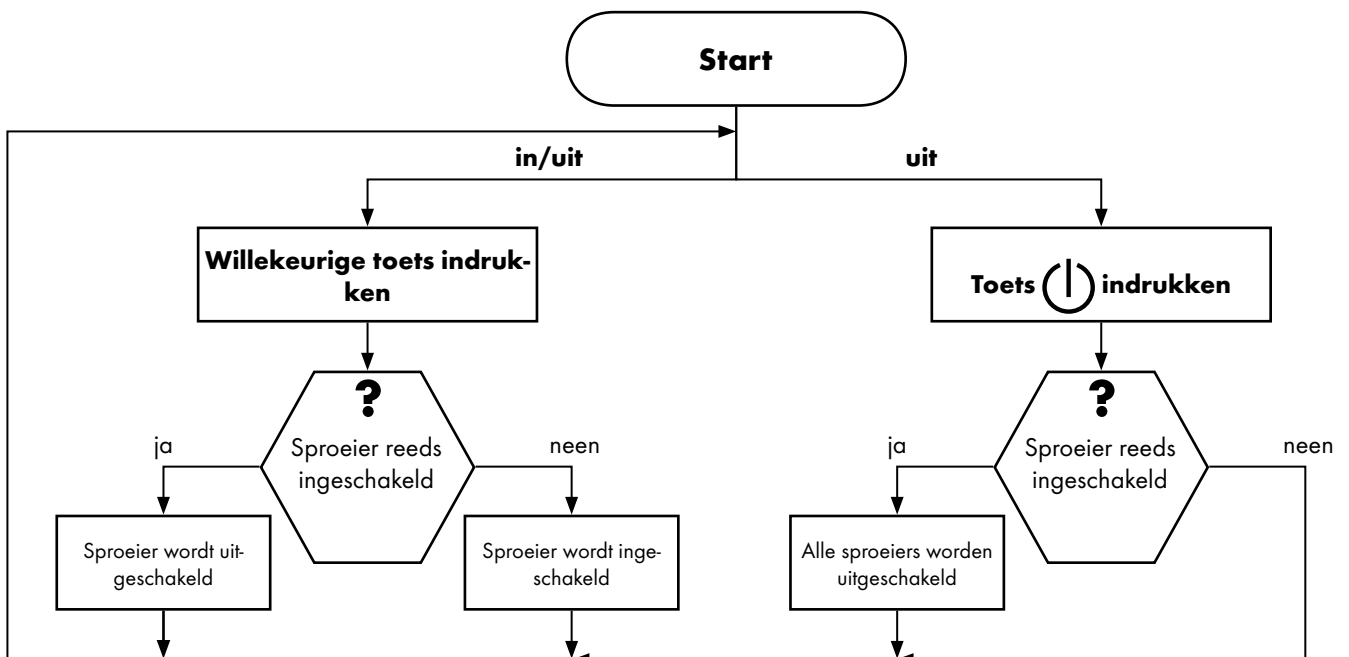 Start
in/uit
uit
Willekeurige toets indruk-
ken
Toets indrukken
?
Sproeier reeds
ingeschakeld
ja
neen
?
Sproeier reeds
ingeschakeld
ja
neen
Sproeier wordt uit-
geschakeld
Sproeier wordt inge-
schakeld
Alle sproeiers worden
uitgeschakeld